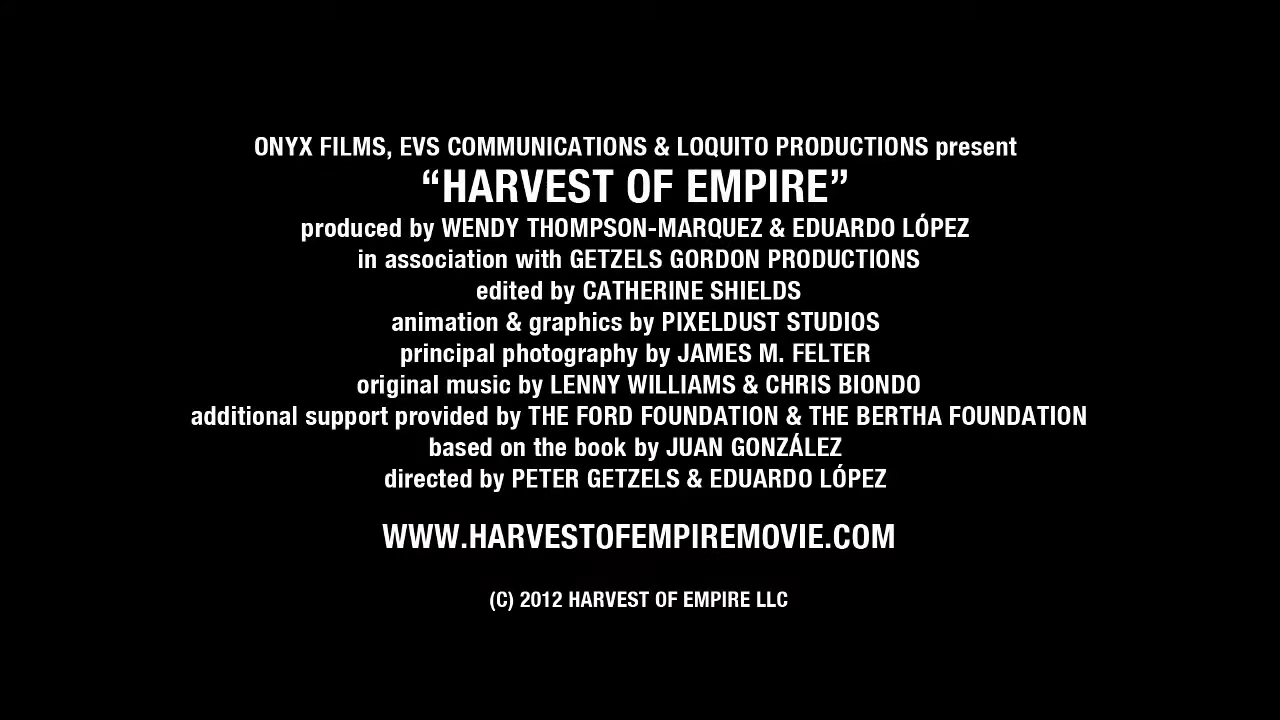 ONYX FILMS, EVS COMMUNICATIONS & LOQUITO PRODUCTIONS present
“HARVEST OF EMPIRE”
produced by WENDY THOMPSON-MARQUEZ & EDUARDO LÓPEZ
in association with GETZELS GORDON PRODUCTIONS
edited by CATHERINE SHIELDS
animation & graphics by PIXELDUST STUDIOS
principal photography by JAMES M. FELTER
original music by LENNY WILLIAMS & CHRIS BIONDO
additional support provided by THE FORD FOUNDATION & THE BERTHA FOUNDATION
based on the book by JUAN GONZÁLEZ
directed by PETER GETZELS & EDUARDO LÓPEZ
WWW.HARVESTOFEMPIREMOVIE.COM
(C) 2012 HARVEST OF EMPIRE LLC